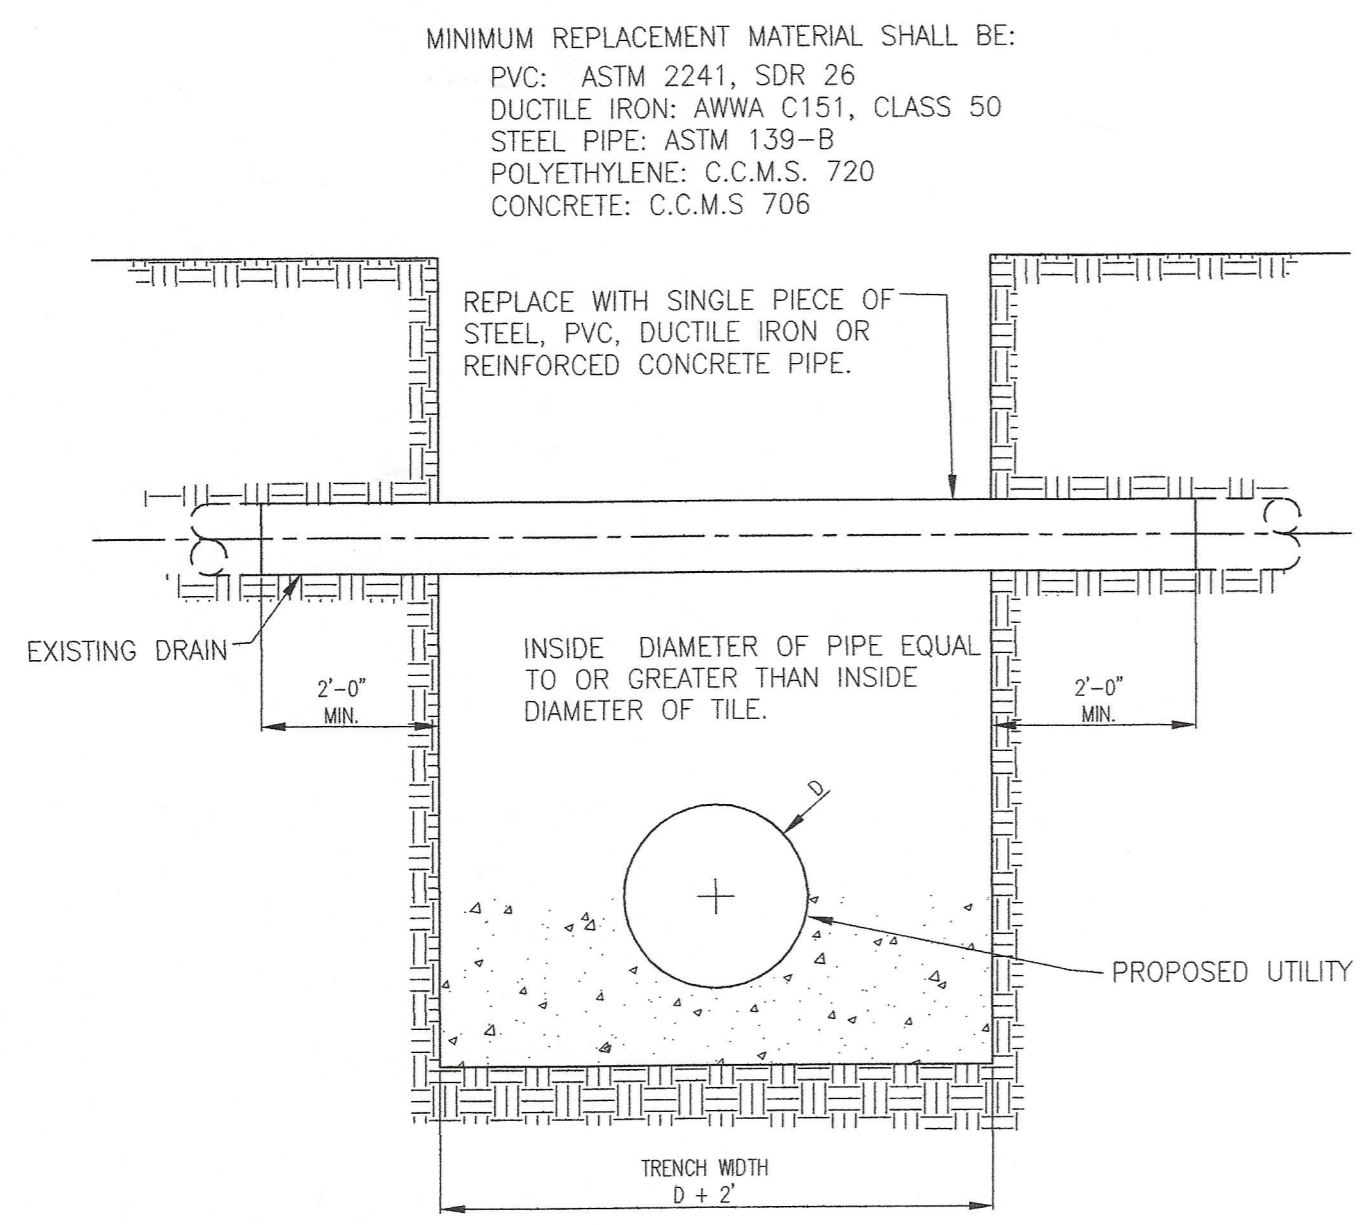 MINIMUM REPLACEMENT MATERIAL SHALL BE:
PVC: ASTM 2241, SDR 26
DUCTILE IRON: AWWA C151, CLASS 50
STEEL PIPE: ASTM 139-B
POLYETHYLENE: C.C.M.S. 720
CONCRETE: C.C.M.S 706
REPLACE WITH SINGLE PIECE OF
STEEL, PVC, DUCTILE IRON OR
REINFORCED CONCRETE PIPE.
EXISTING DRAIN
INSIDE DIAMETER OF PIPE EQUAL
TO OR GREATER THAN INSIDE
DIAMETER OF TILE.
2'-0"
MIN.
2'-0"
MIN.
D
PROPOSED UTILITY
TRENCH WIDTH
D + 2'